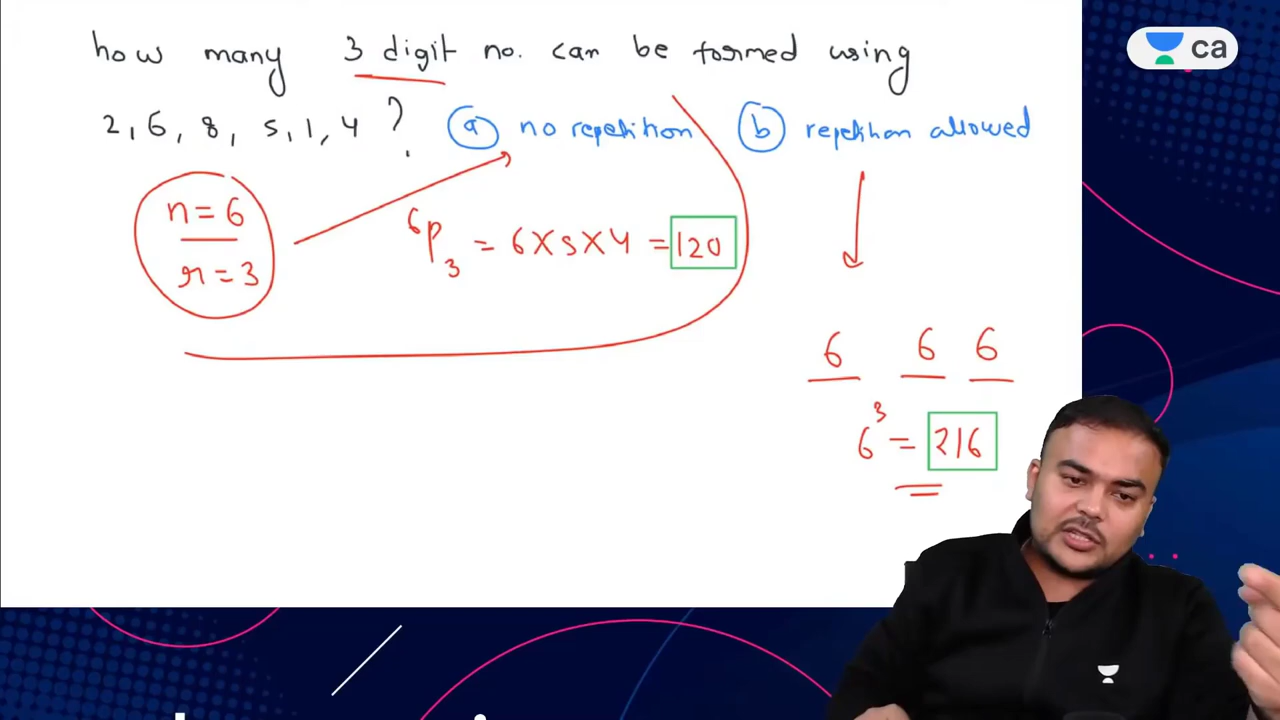 how many 3 digit no. can be formed using
2, 6, 8, 5, 1, 4 ? (a) no repetition (b) repetition allowed
n = 6
r = 3
⁶P₃ = 6 X 5 X 4 = 120
6 6 6
6³ = 216
ca